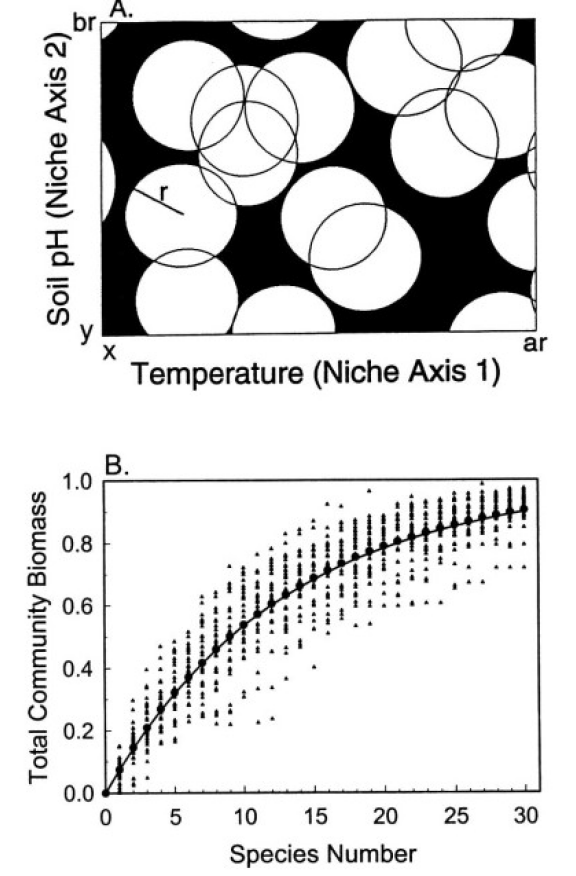 A.
br
Soil pH (Niche Axis 2)
r
y
x
ar
Temperature (Niche Axis 1)
B.
1.0
0.8
0.6
0.4
0.2
0.0
Total Community Biomass
0 5 10 15 20 25 30
Species Number